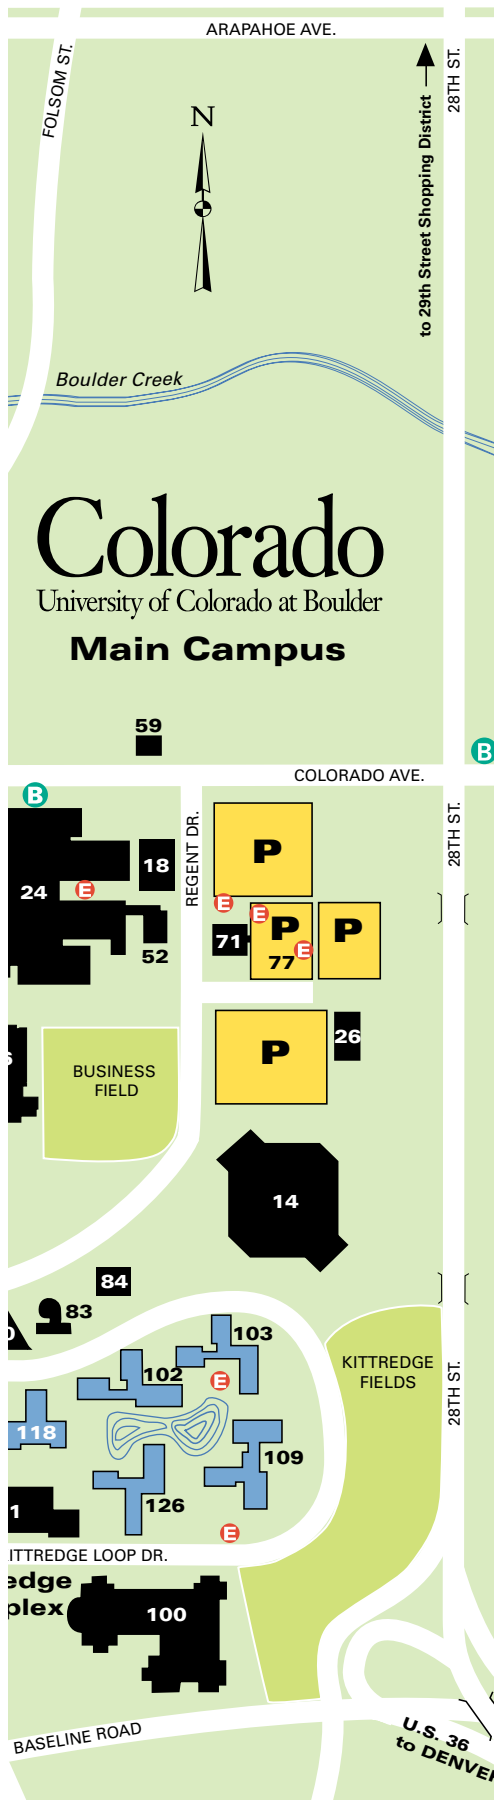 ARAPAHOE AVE.
FOLSOM ST.
28TH ST.
to 29th Street Shopping District
N
Boulder Creek
Colorado
University of Colorado at Boulder
Main Campus
59
B
COLORADO AVE.
B
REGENT DR.
28TH ST.
P
18
24
E
E
E
P
P
71
77
E
52
P
26
BUSINESS
FIELD
14
84
83
103
102
E
KITTREDGE
FIELDS
28TH ST.
118
109
126
1
E
ITTREDGE LOOP DR.
edge
plex
100
BASELINE ROAD
U.S. 36
to DENVER